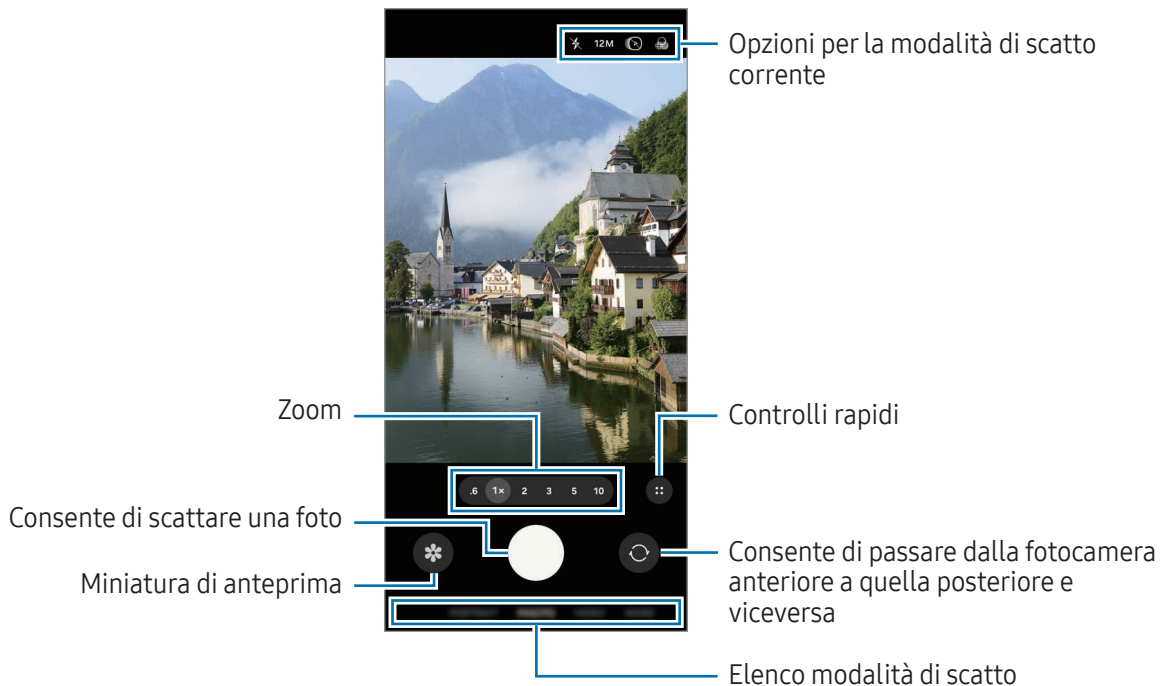 12M
Opzioni per la modalità di scatto
corrente
Zoom
Controlli rapidi
.6 1× 2 3 5 10
Consente di scattare una foto
Miniatura di anteprima
Consente di passare dalla fotocamera
anteriore a quella posteriore e
viceversa
Elenco modalità di scatto